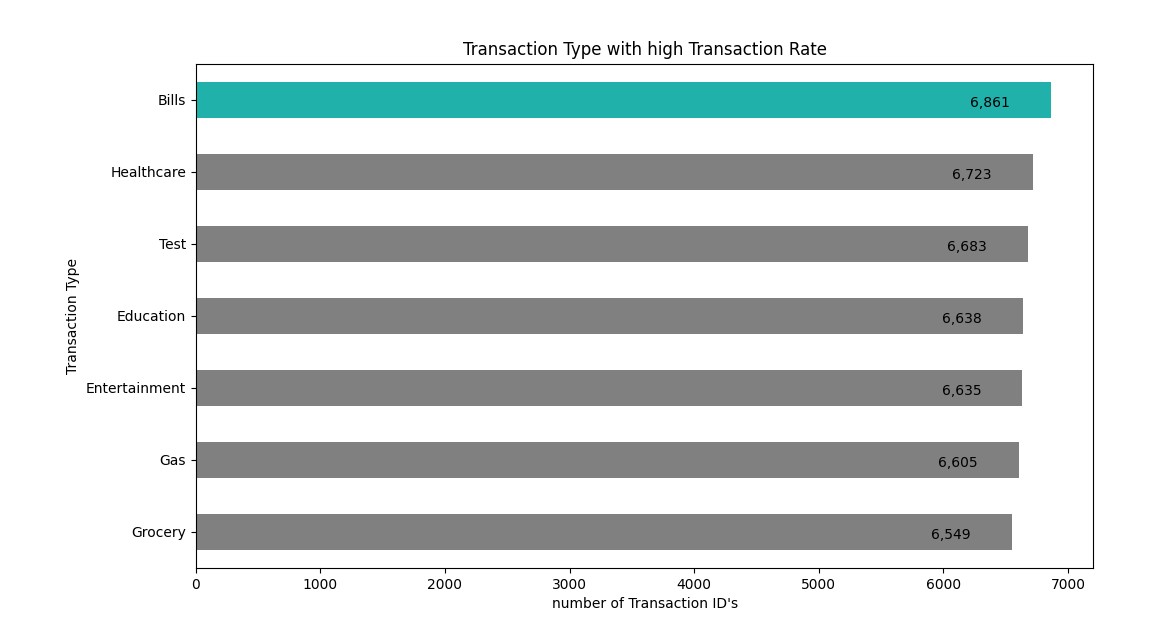 Transaction Type with high Transaction Rate
Bills
6,861
Healthcare
6,723
Test
6,683
Education
6,638
Entertainment
6,635
Gas
6,605
Grocery
6,549
Transaction Type
0 1000 2000 3000 4000 5000 6000 7000
number of Transaction ID's